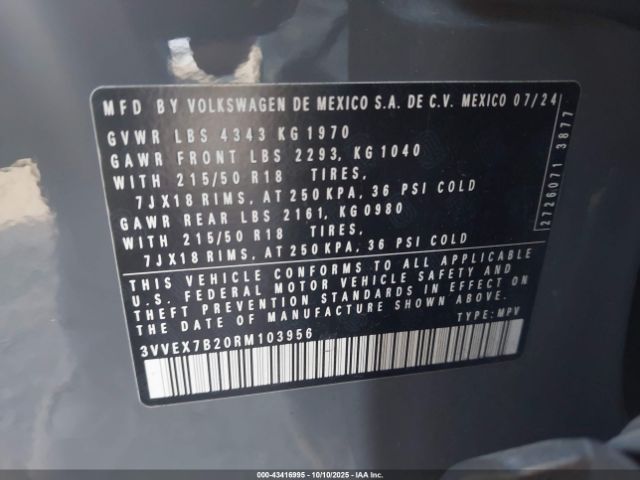 MFD BY VOLKSWAGEN DE MEXICO S.A. DE C.V. MEXICO 07/24
GVWR LBS 4343 KG 1970
GAWR FRONT LBS 2293, KG 1040
WITH 215/50 R18 TIRES,
7JX18 RIMS, AT 250 KPA, 36 PSI COLD
GAWR REAR LBS 2161, KG 0980
WITH 215/50 R18 TIRES,
7JX18 RIMS, AT 250 KPA, 36 PSI COLD
THIS VEHICLE CONFORMS TO ALL APPLICABLE
U.S. FEDERAL MOTOR VEHICLE SAFETY AND
THEFT PREVENTION STANDARDS IN EFFECT ON
THE DATE OF MANUFACTURE SHOWN ABOVE.
3VVEX7B20RM103956
TYPE: MPV
2726071 3877
000-43416995 - 10/10/2025 - IAAI.com